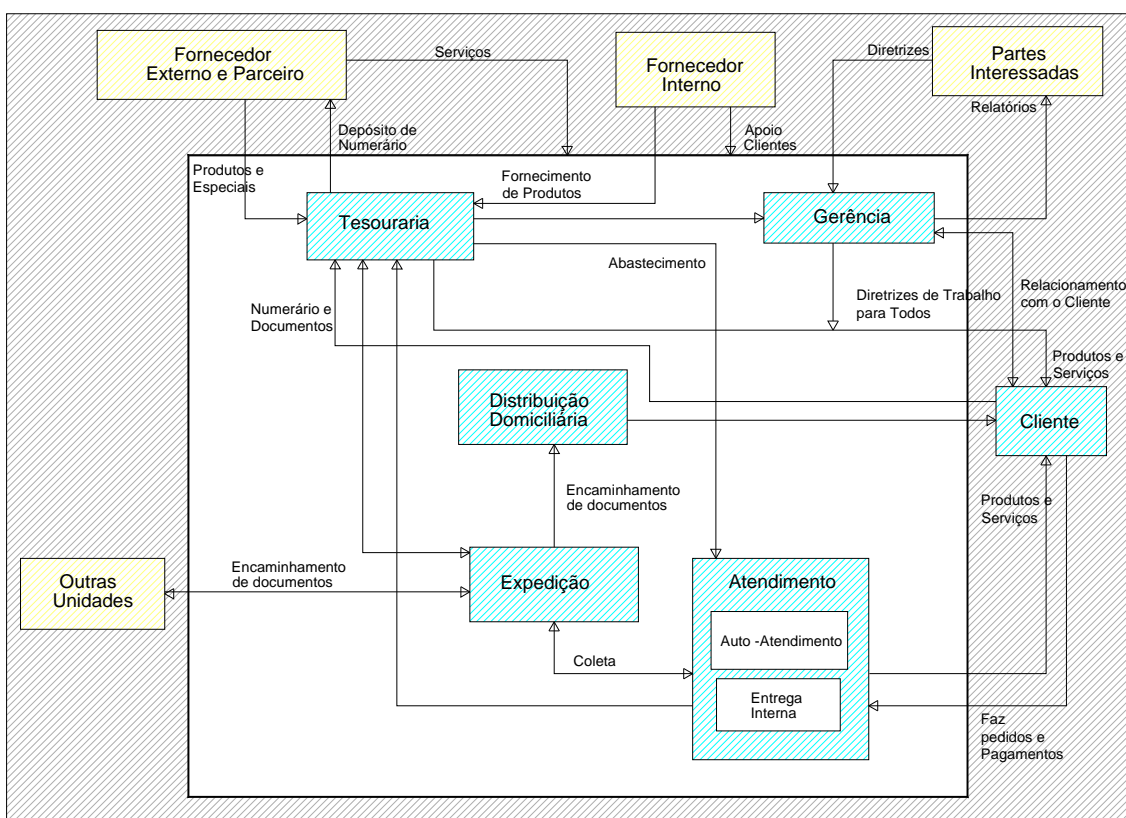 Fornecedor
Externo e Parceiro
Serviços
Fornecedor
Interno
Diretrizes
Partes
Interessadas
Relatórios
Depósito de
Numerário
Apoio
Clientes
Produtos e
Especiais
Fornecimento
de Produtos
Tesouraria
Gerência
Abastecimento
Numerário e
Documentos
Diretrizes de Trabalho
para Todos
Relacionamento
com o Cliente
Produtos e
Serviços
Distribuição
Domiciliária
Cliente
Encaminhamento
de documentos
Produtos e
Serviços
Outras
Unidades
Encaminhamento
de documentos
Expedição
Atendimento
Auto -Atendimento
Coleta
Entrega
Interna
Faz
pedidos e
Pagamentos